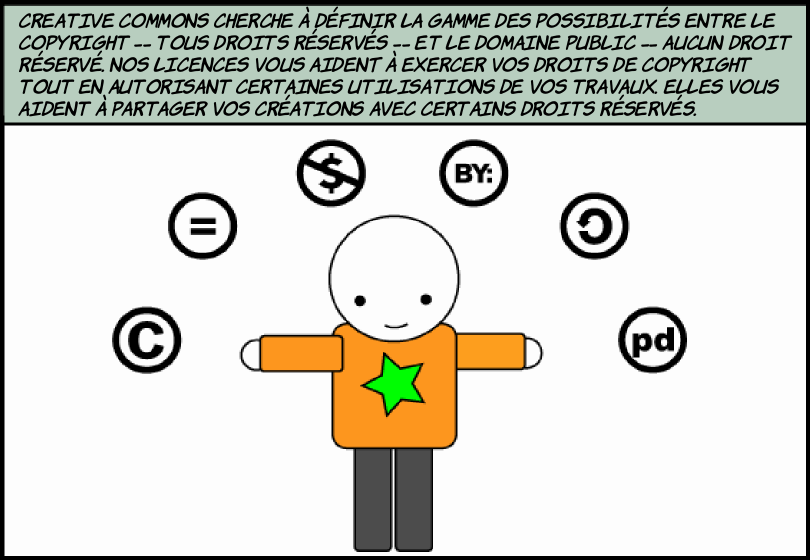 CREATIVE COMMONS CHERCHE À DÉFINIR LA GAMME DES POSSIBILITÉS ENTRE LE
COPYRIGHT -- TOUS DROITS RÉSERVÉS -- ET LE DOMAINE PUBLIC -- AUCUN DROIT
RÉSERVÉ. NOS LICENCES VOUS AIDENT À EXERCER VOS DROITS DE COPYRIGHT
TOUT EN AUTORISANT CERTAINES UTILISATIONS DE VOS TRAVAUX. ELLES VOUS
AIDENT À PARTAGER VOS CRÉATIONS AVEC CERTAINS DROITS RÉSERVÉS.
$
BY:
=
C
pd